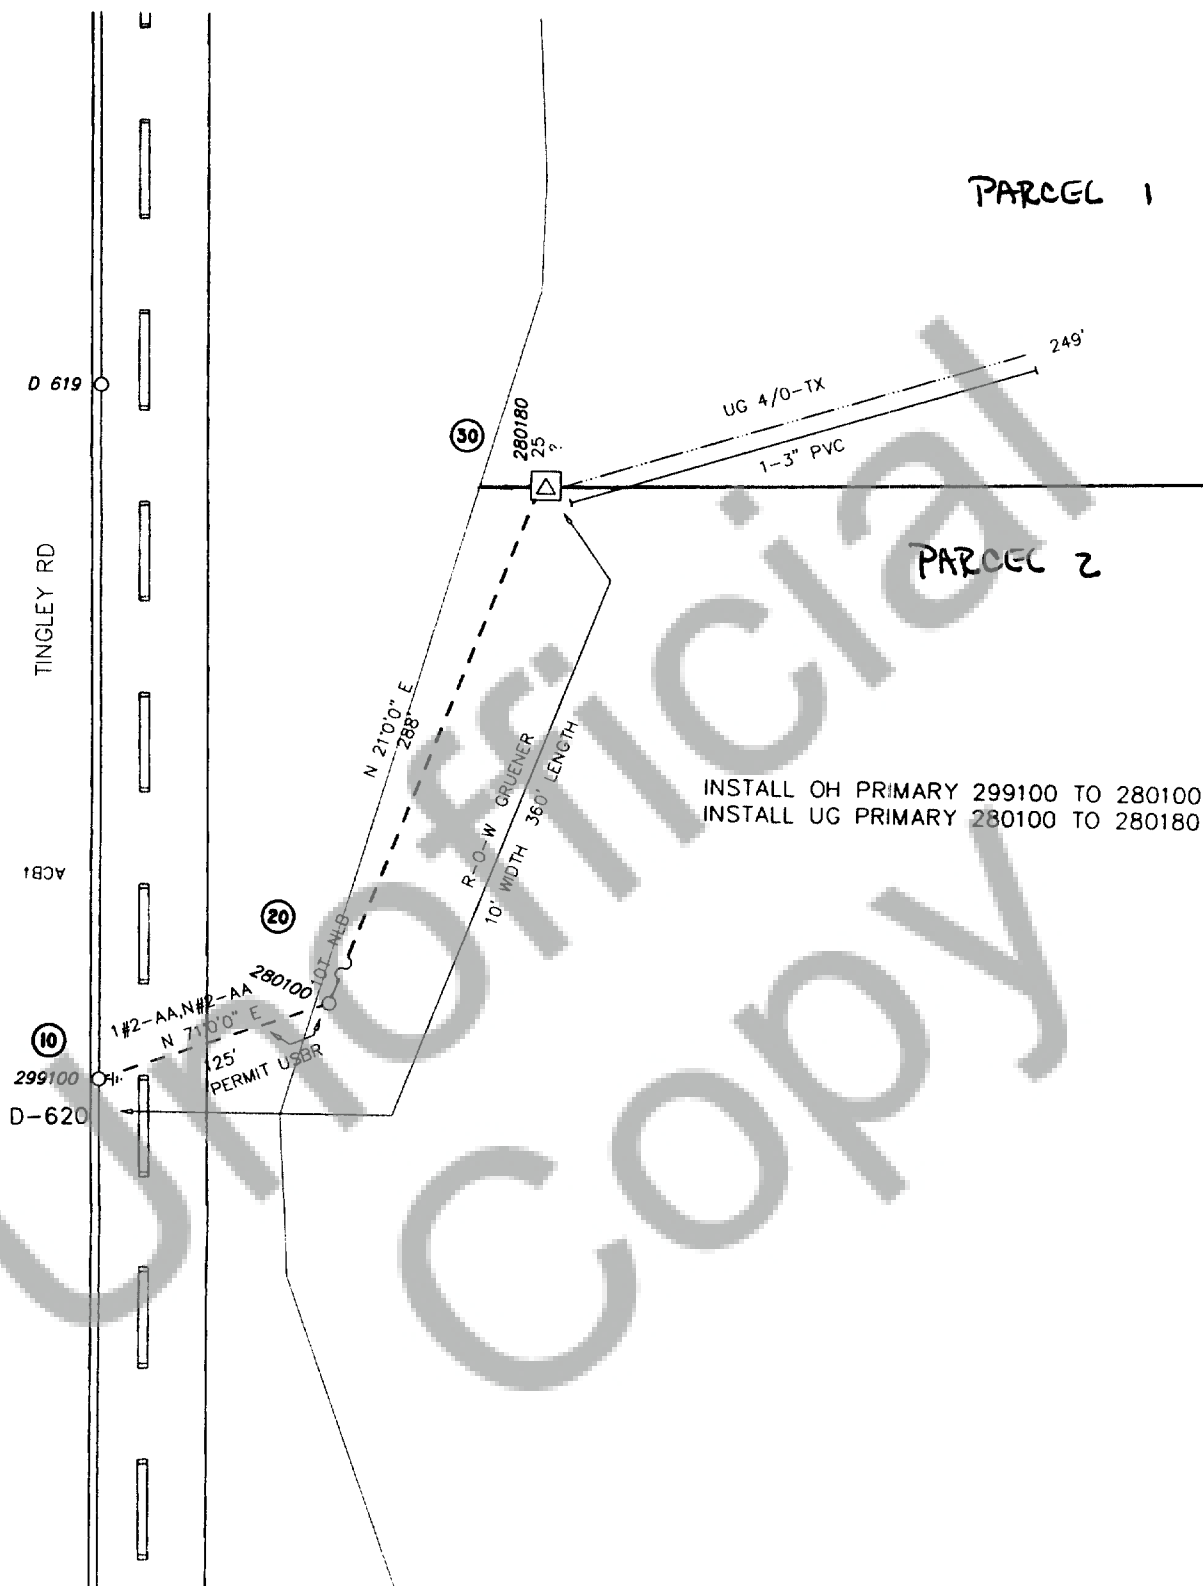 PARCEL 1
249'
UG 4/0-TX
1-3" PVC
D 619
30
280180
25
PARCEL 2
TINGLEY RD
N 21°0'0" E
288'
R-O-W GRUENER
10' WIDTH 360' LENGTH
INSTALL OH PRIMARY 299100 TO 280100
INSTALL UG PRIMARY 280100 TO 280180
20
280100
1#2-AA,N#2-AA
N 71°0'0" E
125'
PERMIT USBR
10
299100
D-620
Unofficial
Copy